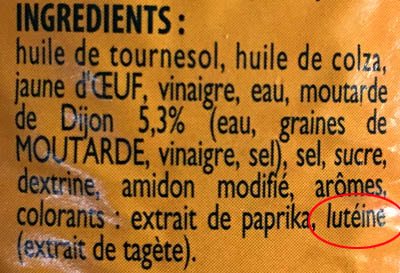 INGREDIENTS :
huile de tournesol, huile de colza,
jaune d'ŒUF, vinaigre, eau, moutarde
de Dijon 5,3% (eau, graines de
MOUTARDE, vinaigre, sel), sel, sucre,
dextrine, amidon modifié, arômes,
colorants : extrait de paprika, lutéine
(extrait de tagète).